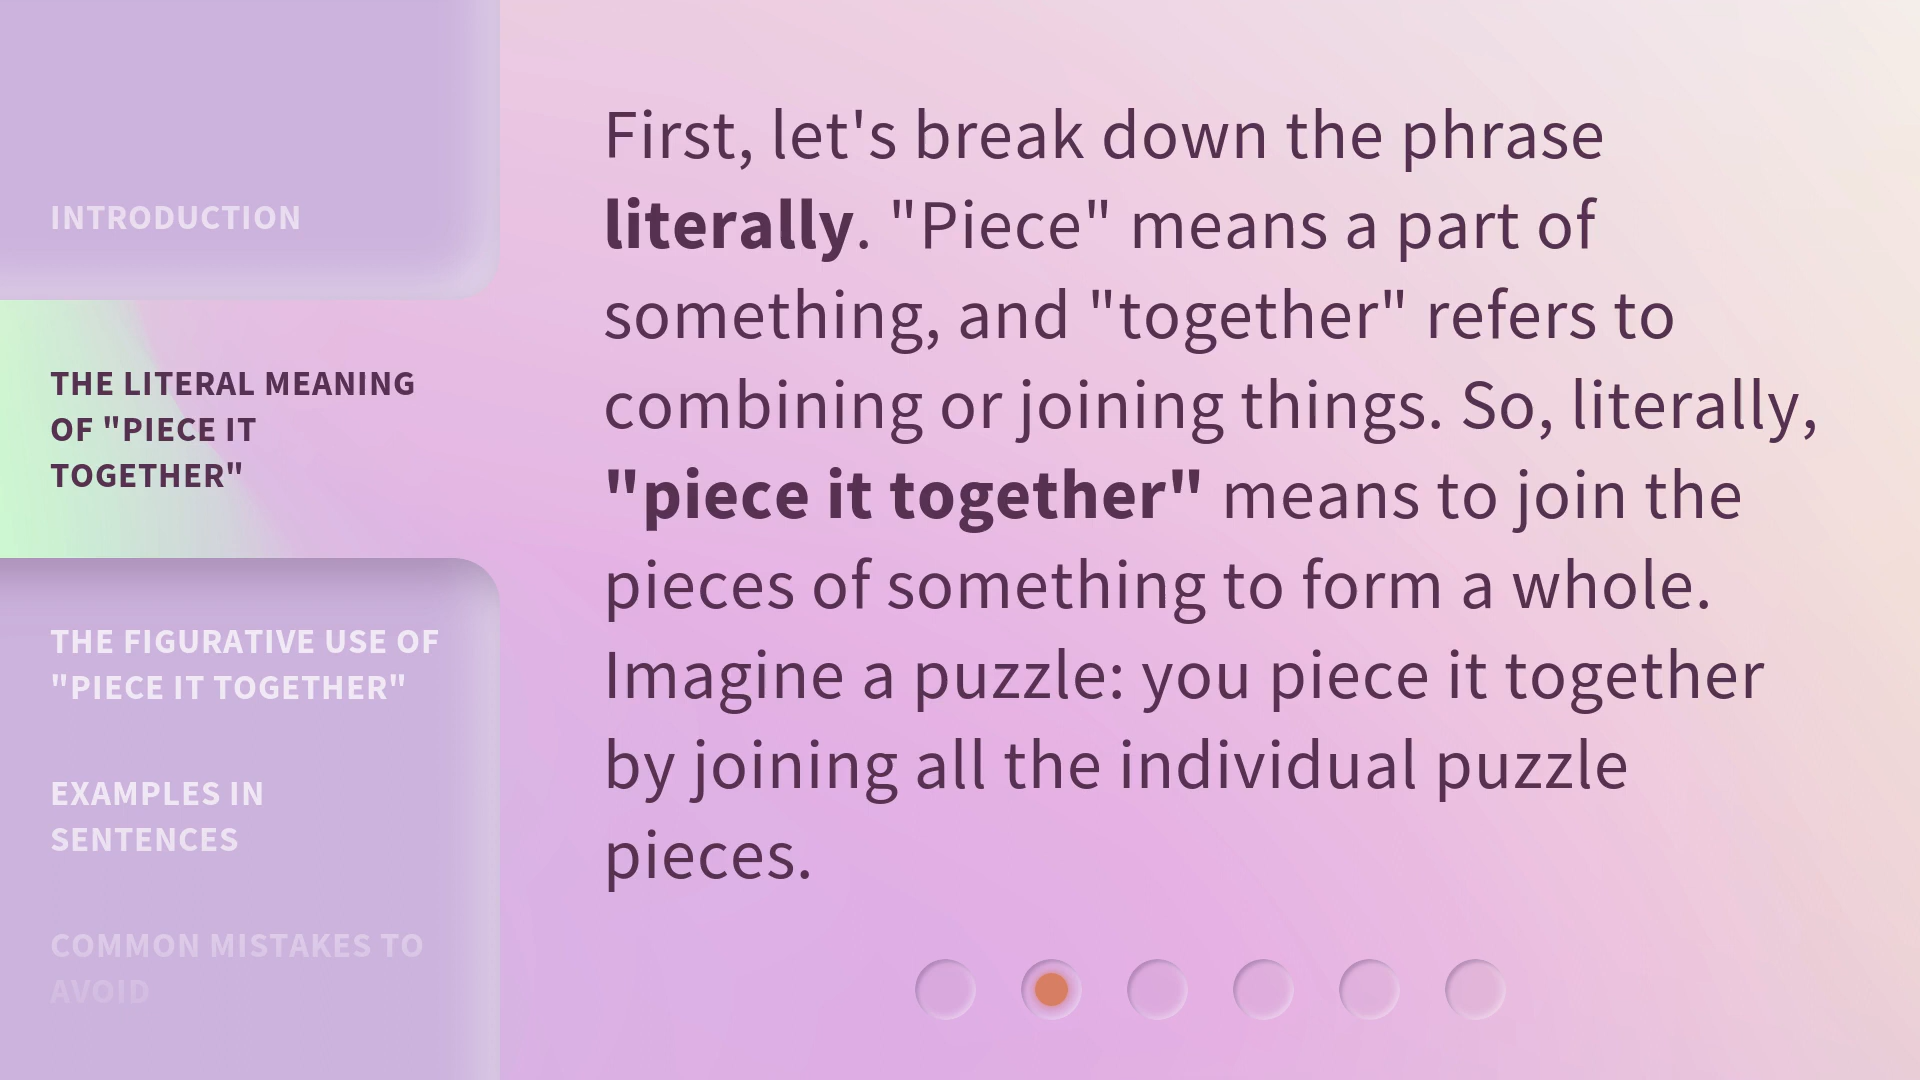 INTRODUCTION
THE LITERAL MEANING
OF "PIECE IT
TOGETHER"
THE FIGURATIVE USE OF
"PIECE IT TOGETHER"
EXAMPLES IN
SENTENCES
COMMON MISTAKES TO
AVOID
First, let's break down the phrase
literally. "Piece" means a part of
something, and "together" refers to
combining or joining things. So, literally,
"piece it together" means to join the
pieces of something to form a whole.
Imagine a puzzle: you piece it together
by joining all the individual puzzle
pieces.